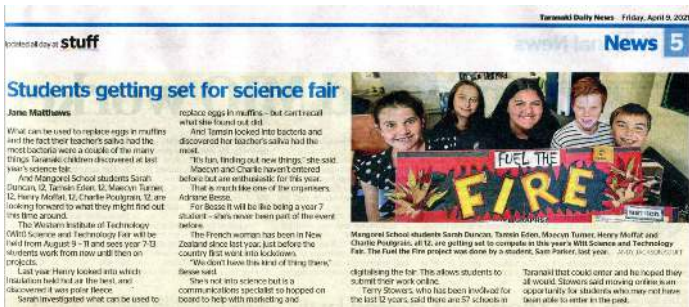 Taranaki Daily News Friday, April 9, 2021
Updated all day at stuff
News 5
Students getting set for science fair
Jane Matthews
What can be used to replace eggs in muffins
and the fact their teacher's saliva had the
most bacteria were a couple of the many
things Taranaki children discovered at last
year's science fair.
And Mangorei School students Sarah
Duncan, 12, Tamsin Eden, 12, Maecyn Turner,
12, Henry Moffat, 12, Charlie Poulgrain, 12, are
looking forward to what they might find out
this time around.
The Western Institute of Technology
(Witt) Science and Technology Fair will be
held from August 9 - 11 and sees year 7-13
students work from now until then on
projects.
Last year Henry looked into which
insulation held hot air the best, and
discovered it was poler fleece.
Sarah investigated what can be used to
replace eggs in muffins – but can't recall
what she found out did.
And Tamsin looked into bacteria and
discovered her teacher's saliva had the
most.
"It's fun, finding out new things," she said.
Maecyn and Charlie haven't entered
before but are enthusiastic for this year.
That is much like one of the organisers,
Adriane Besse.
For Besse it will be like being a year 7
student – she's never been part of the event
before.
The French woman has been in New
Zealand since last year, just before the
country first went into lockdown.
"We don't have this kind of thing there,"
Besse said.
She's not into science but is a
communications specialist so hopped on
board to help with marketing and
FUEL THE
FIRE
Mangorei School students Sarah Duncan, Tamsin Eden, Maecyn Turner, Henry Moffat and
Charlie Poulgrain, all 12, are getting set to compete in this year's Witt Science and Technology
Fair. The Fuel the Fire project was done by a student, Sam Parker, last year.
digitalising the fair. This allows students to
submit their work online.
Terry Stowers, who has been involved for
the last 12 years, said there are 57 schools in
Taranaki that could enter and he hoped they
all would. Stowers said moving online is an
opportunity for students who may not have
been able to enter in the past.